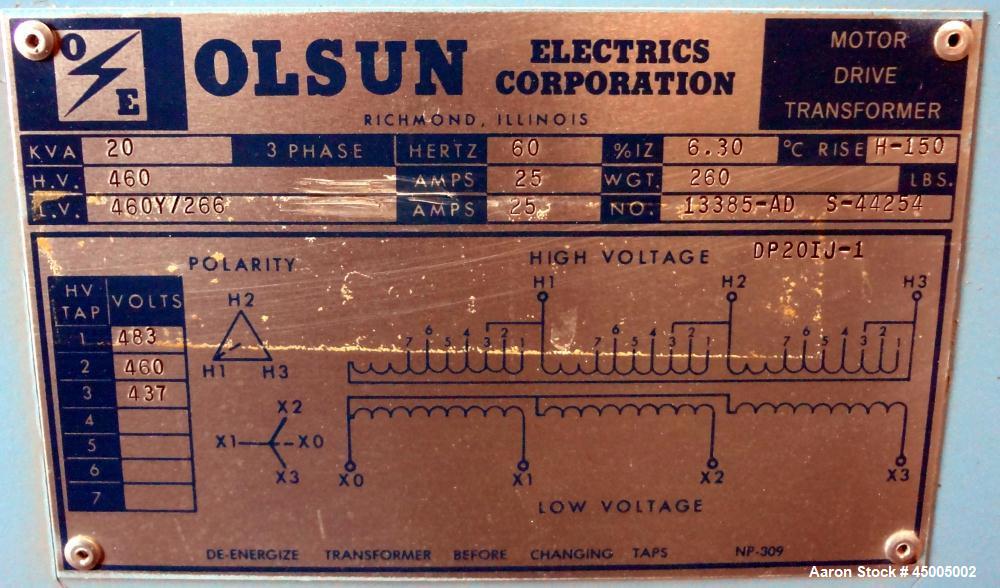 O E
OLSUN ELECTRICS CORPORATION
RICHMOND, ILLINOIS
MOTOR
DRIVE
TRANSFORMER
KVA 20 3 PHASE HERTZ 60 %IZ 6.30 °C RISE H-150
H.V. 460 AMPS 25 WGT. 260 LBS.
L.V. 460Y/266 AMPS 25 NO. 13385-AD S-44254
POLARITY HIGH VOLTAGE DP20IJ-1
HV TAP VOLTS
1 483
2 460
3 437
4
5
6
7
H2
H1 H3
X2
X1 X0
X3
H1 H2 H3
7 6 5 4 3 2 1 7 6 5 4 3 2 1 7 6 5 4 3 2 1
X0 X1 X2 X3
LOW VOLTAGE
DE-ENERGIZE TRANSFORMER BEFORE CHANGING TAPS NP-309
Aaron Stock # 45005002